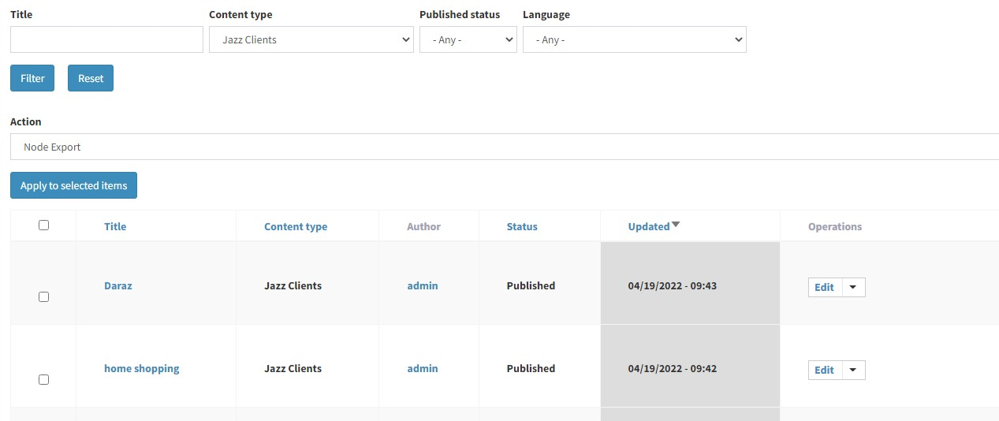 Title Content type Published status Language
Jazz Clients - Any - - Any -
Filter Reset
Action
Node Export
Apply to selected items
Title Content type Author Status Updated Operations
Daraz Jazz Clients admin Published 04/19/2022 - 09:43 Edit
home shopping Jazz Clients admin Published 04/19/2022 - 09:42 Edit